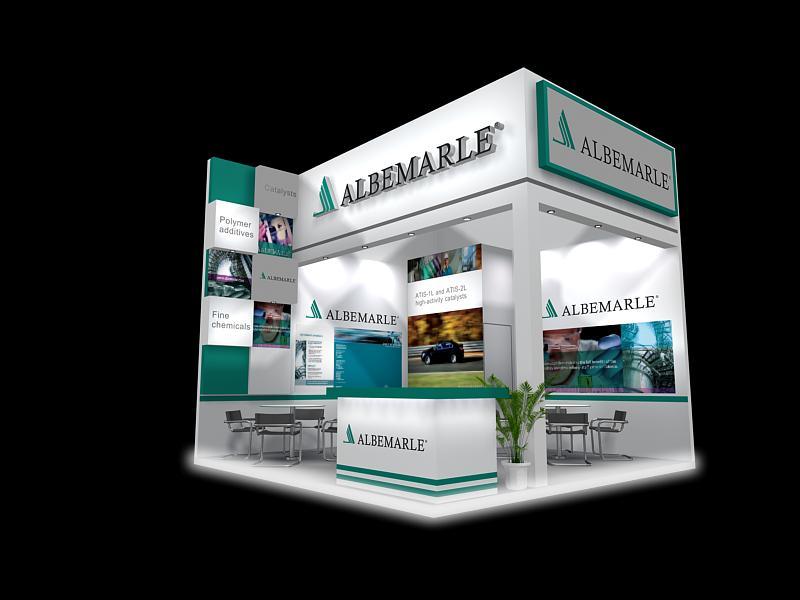 ALBEMARLE®
ALBEMARLE®
Catalysts
Polymer
additives
ALBEMARLE
Fine
chemicals
ALBEMARLE®
ATIS-1L and ATIS-2L
high-activity catalysts
ALBEMARLE®
ALBEMARLE®